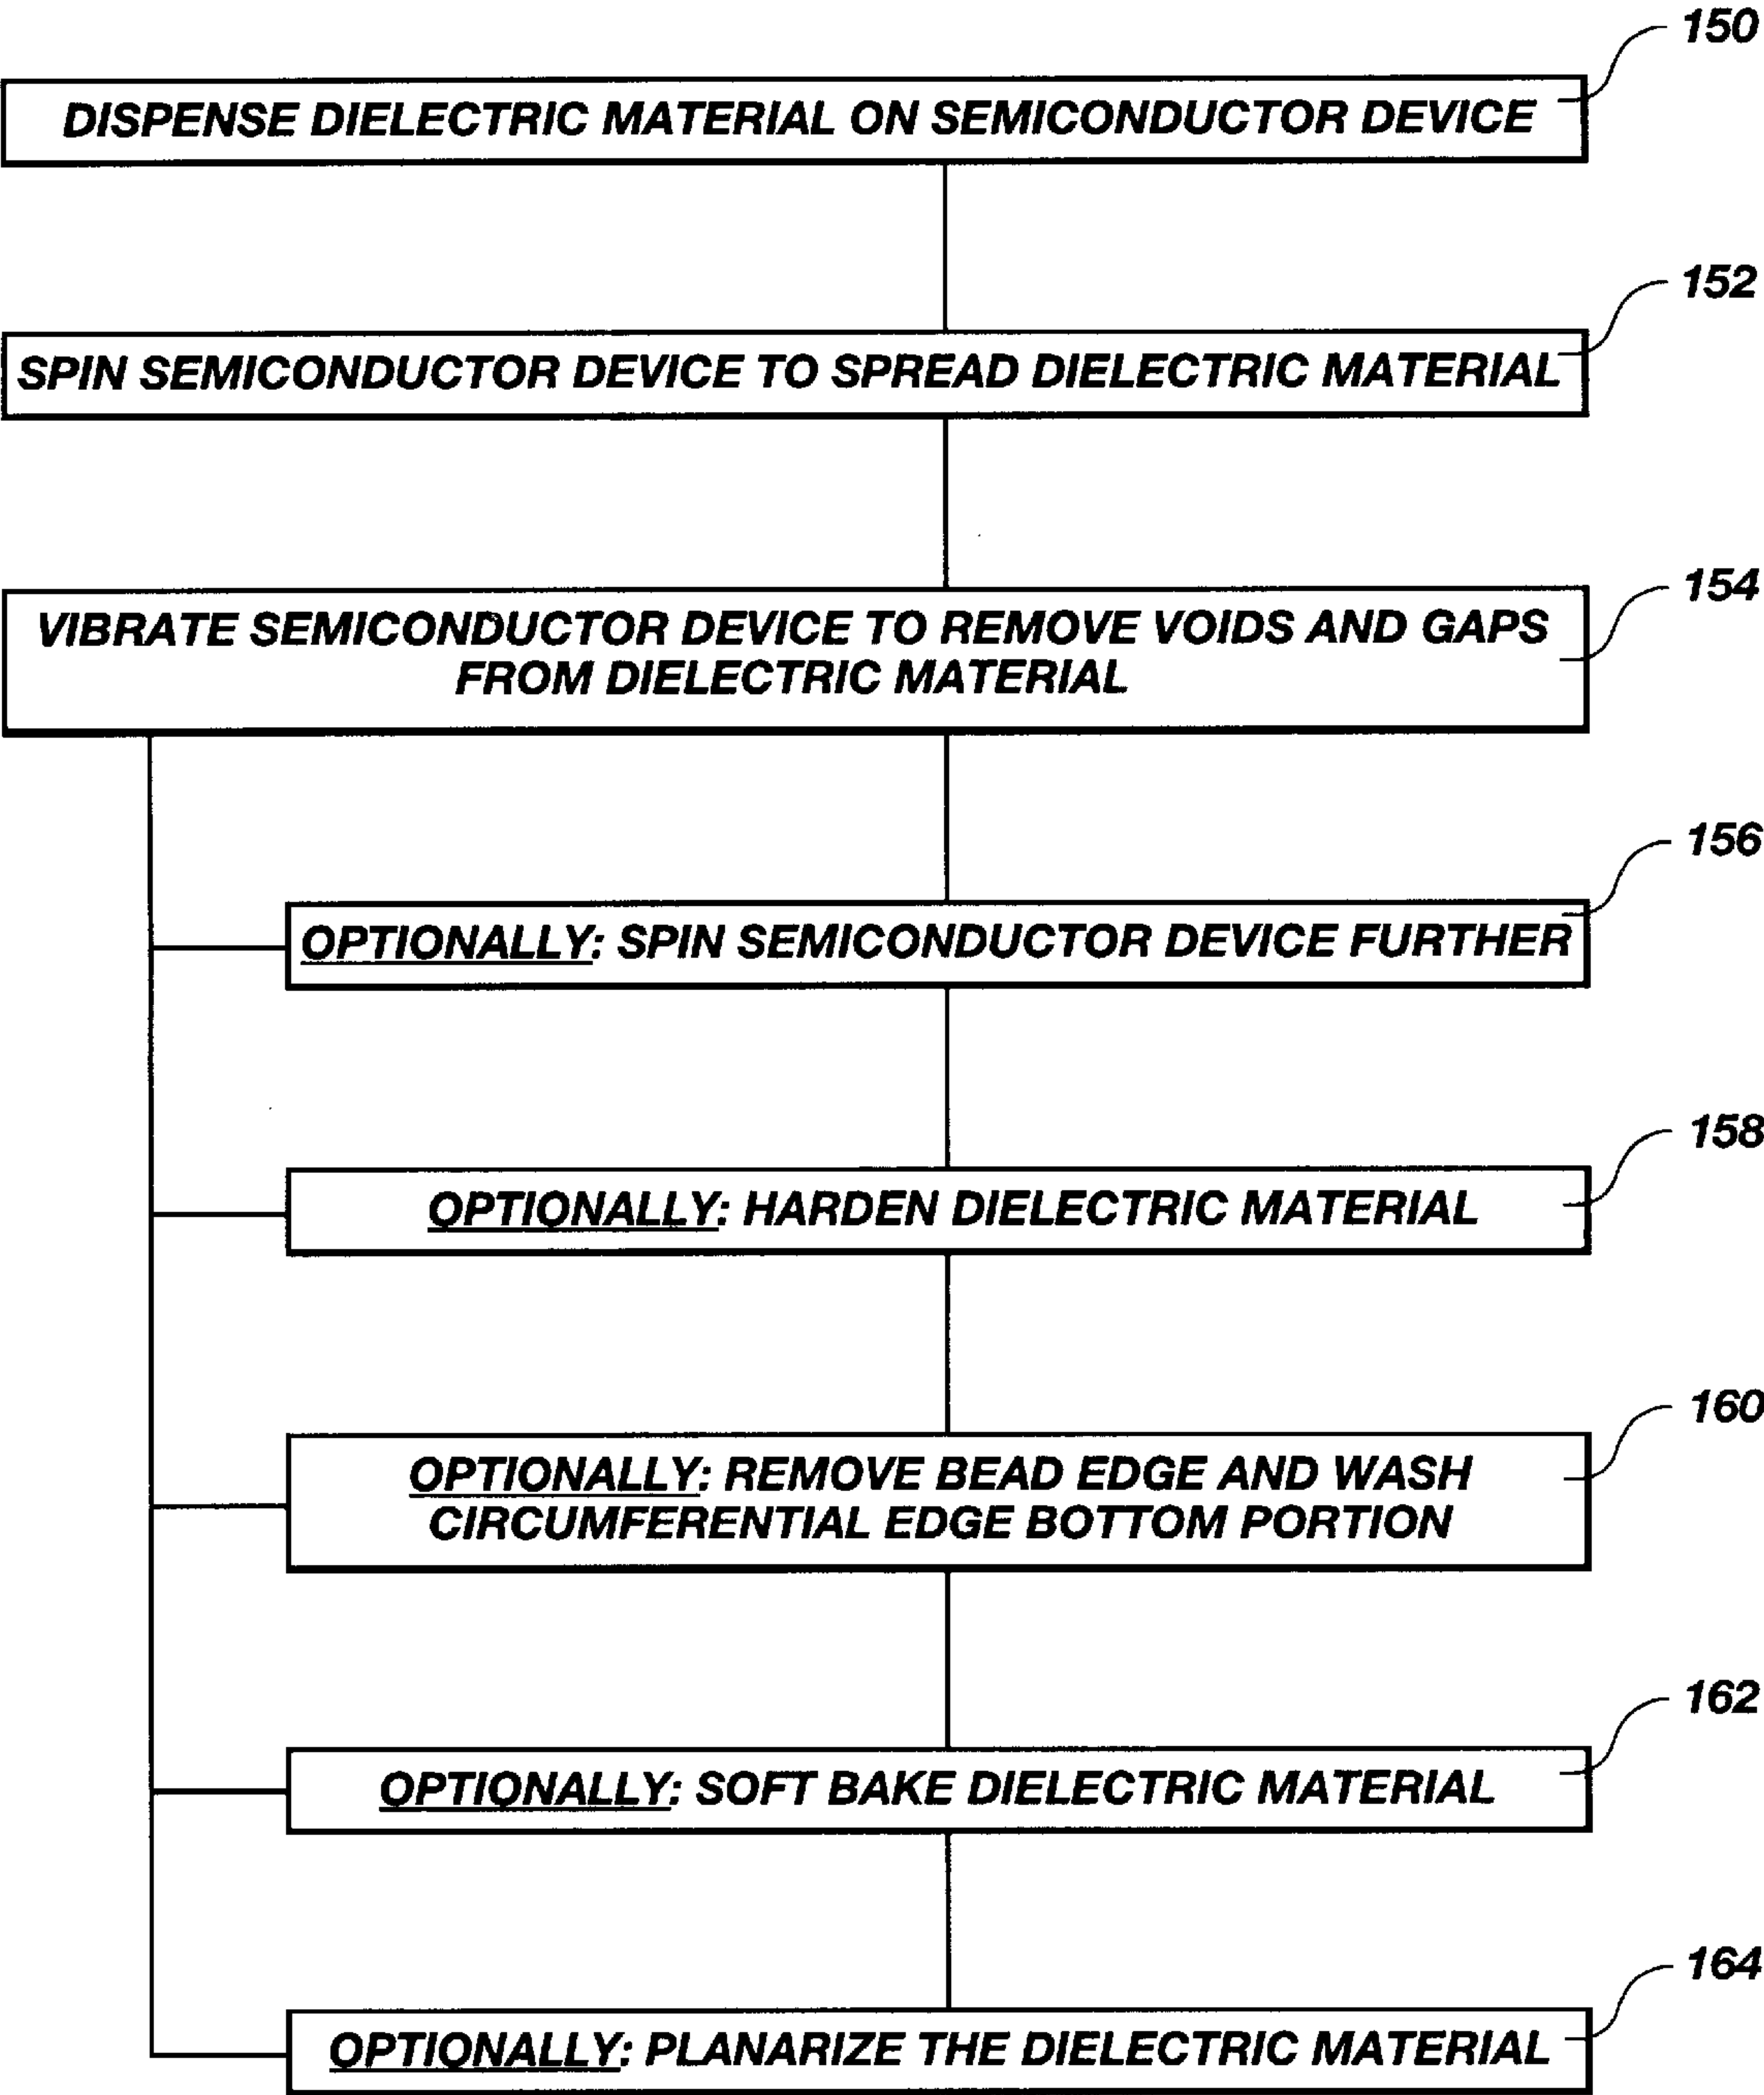 150
DISPENSE DIELECTRIC MATERIAL ON SEMICONDUCTOR DEVICE
152
SPIN SEMICONDUCTOR DEVICE TO SPREAD DIELECTRIC MATERIAL
154
VIBRATE SEMICONDUCTOR DEVICE TO REMOVE VOIDS AND GAPS
FROM DIELECTRIC MATERIAL
156
OPTIONALLY: SPIN SEMICONDUCTOR DEVICE FURTHER
158
OPTIONALLY: HARDEN DIELECTRIC MATERIAL
160
OPTIONALLY: REMOVE BEAD EDGE AND WASH
CIRCUMFERENTIAL EDGE BOTTOM PORTION
162
OPTIONALLY: SOFT BAKE DIELECTRIC MATERIAL
164
OPTIONALLY: PLANARIZE THE DIELECTRIC MATERIAL